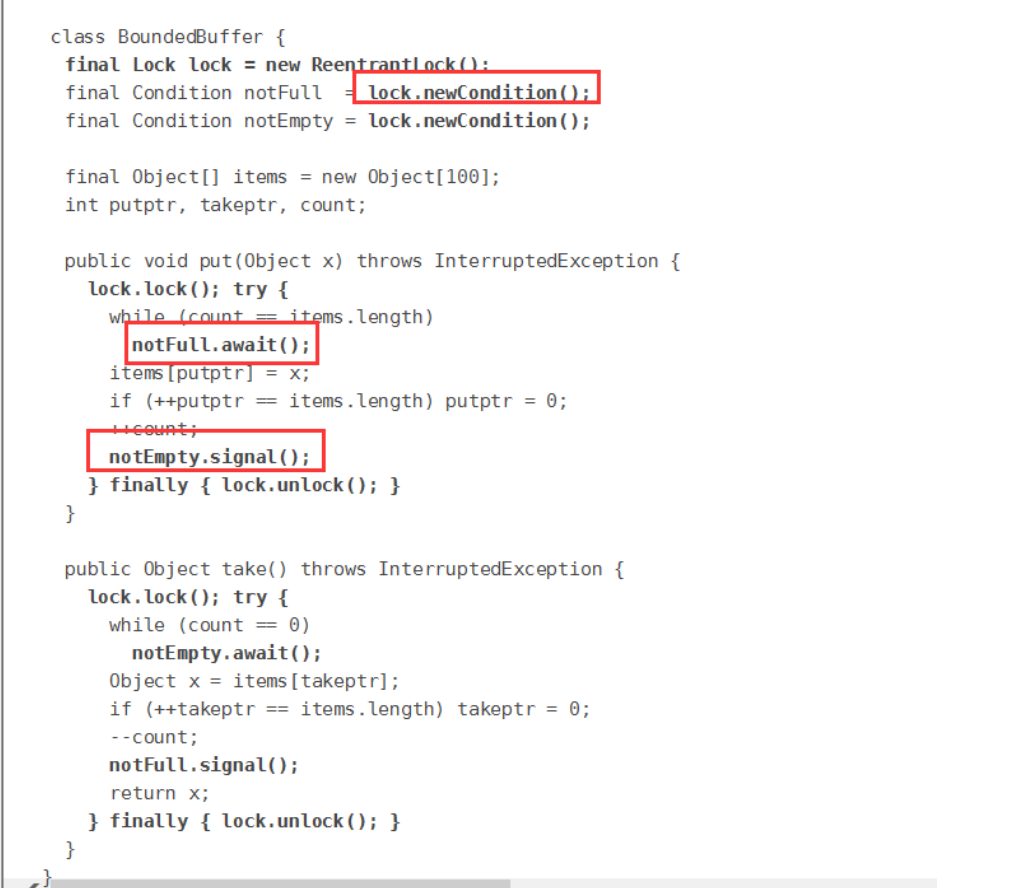 class BoundedBuffer {
final Lock lock = new ReentrantLock();
final Condition notFull  = lock.newCondition();
final Condition notEmpty = lock.newCondition();
final Object[] items = new Object[100];
int putptr, takeptr, count;
public void put(Object x) throws InterruptedException {
lock.lock(); try {
while (count == items.length)
notFull.await();
items[putptr] = x;
if (++putptr == items.length) putptr = 0;
++count;
notEmpty.signal();
} finally { lock.unlock(); }
}
public Object take() throws InterruptedException {
lock.lock(); try {
while (count == 0)
notEmpty.await();
Object x = items[takeptr];
if (++takeptr == items.length) takeptr = 0;
--count;
notFull.signal();
return x;
} finally { lock.unlock(); }
}
}